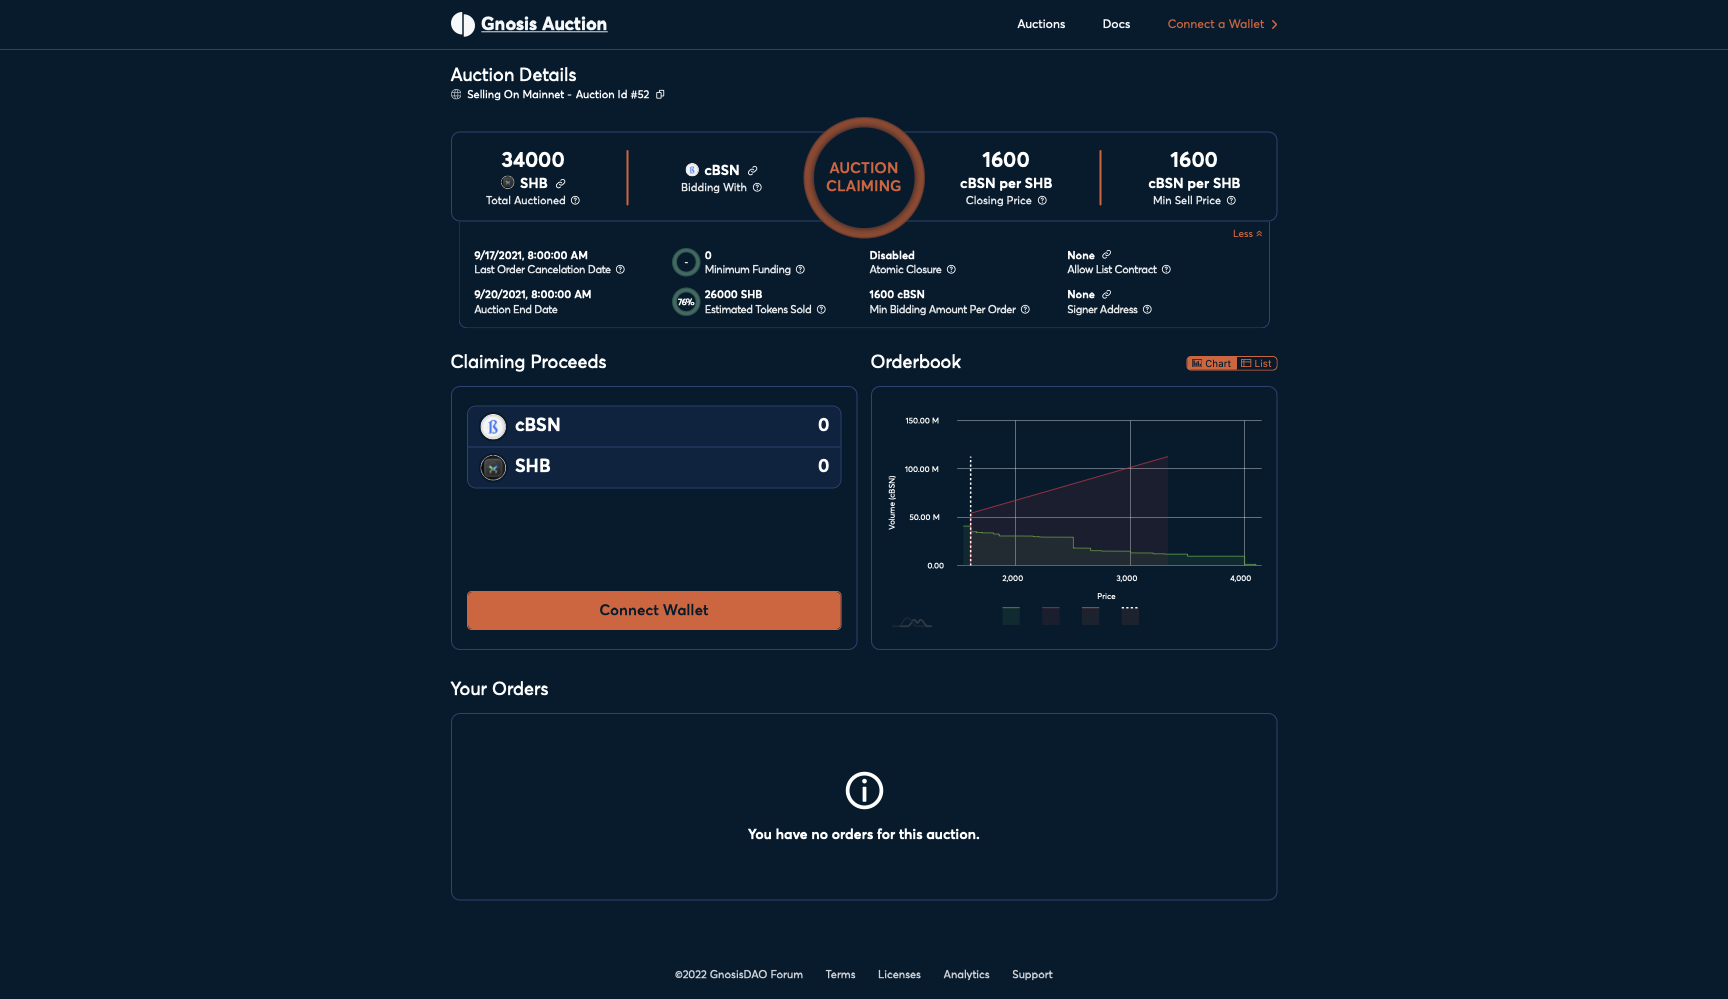 Gnosis Auction
Auctions
Docs
Connect a Wallet
Auction Details
Selling On Mainnet - Auction Id #52
34000
SHB
Total Auctioned
cBSN
Bidding With
AUCTION
CLAIMING
1600
cBSN per SHB
Closing Price
1600
cBSN per SHB
Min Sell Price
Less
9/17/2021, 8:00:00 AM
Last Order Cancelation Date
-
0
Minimum Funding
Disabled
Atomic Closure
None
Allow List Contract
9/20/2021, 8:00:00 AM
Auction End Date
76%
26000 SHB
Estimated Tokens Sold
1600 cBSN
Min Bidding Amount Per Order
None
Signer Address
Claiming Proceeds
cBSN
0
SHB
0
Connect Wallet
Orderbook
Chart
List
150.00 M
100.00 M
50.00 M
0.00
Volume (cBSN)
2,000
3,000
4,000
Price
Your Orders
You have no orders for this auction.
©2022 GnosisDAO Forum
Terms
Licenses
Analytics
Support